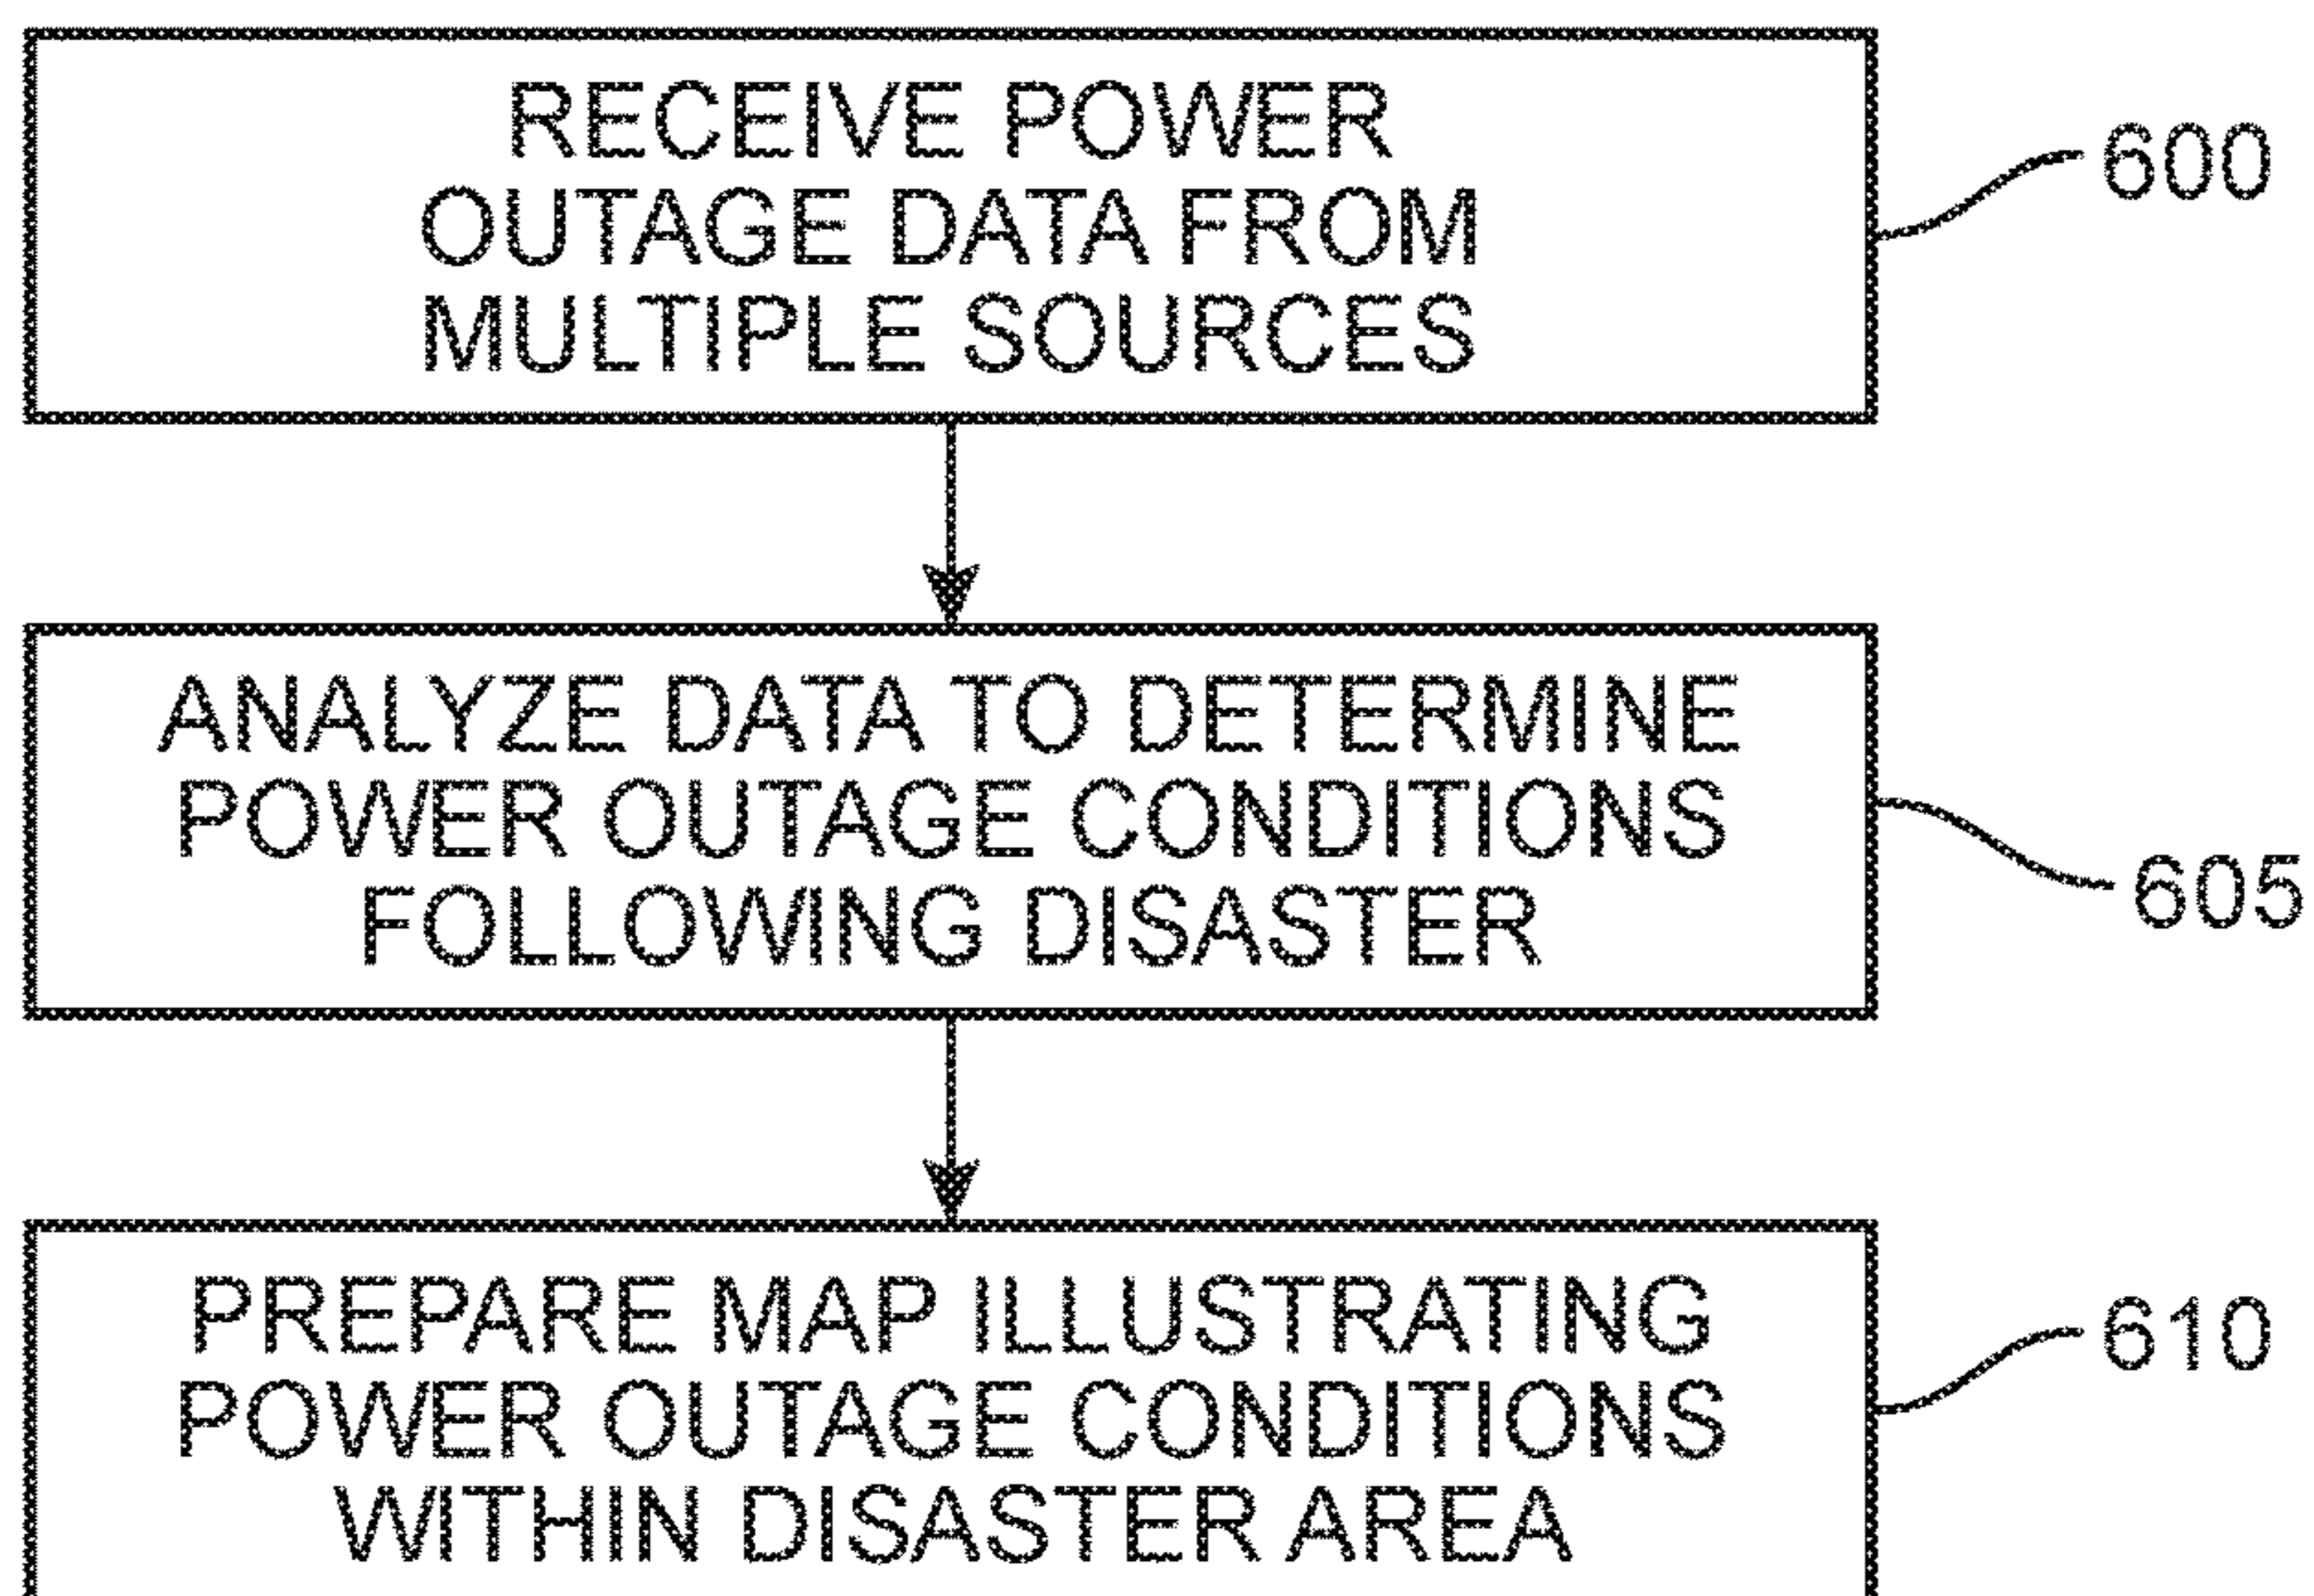 RECEIVE POWER
OUTAGE DATA FROM
MULTIPLE SOURCES
600
ANALYZE DATA TO DETERMINE
POWER OUTAGE CONDITIONS
FOLLOWING DISASTER
605
PREPARE MAP ILLUSTRATING
POWER OUTAGE CONDITIONS
WITHIN DISASTER AREA
610